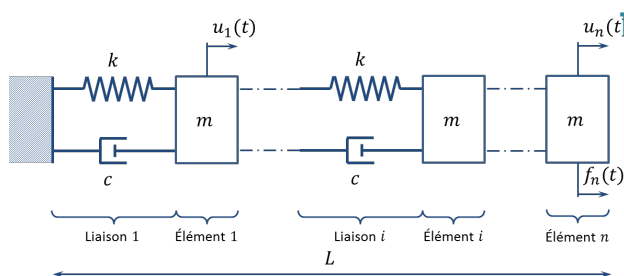 u₁(t) uₙ(t)
k k
m m m
c c fₙ(t)
Liaison 1 Élément 1 Liaison i Élément i Élément n
L